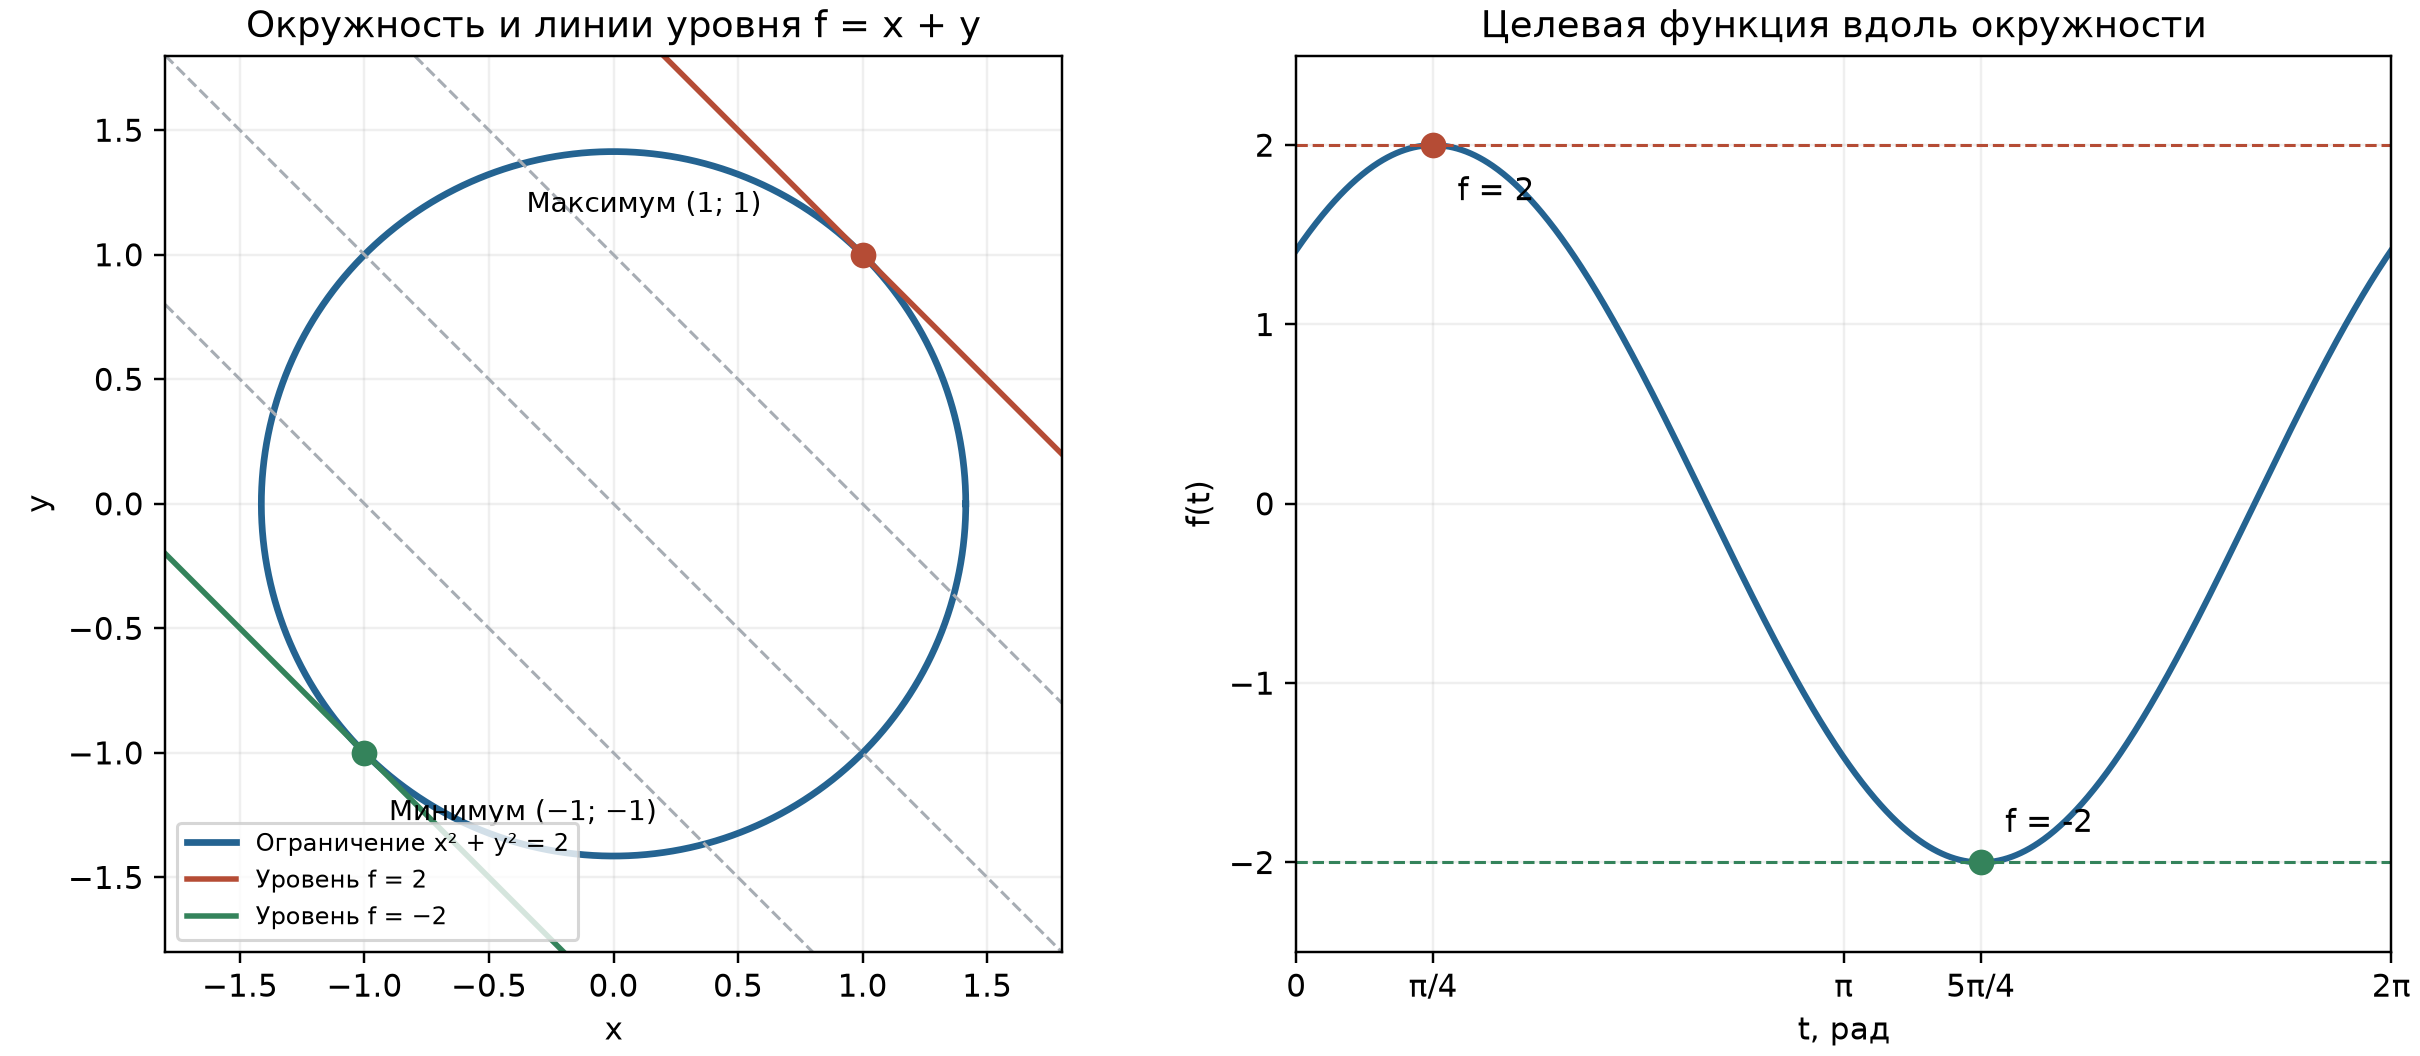 Окружность и линии уровня f = x + y
1.5
1.0
0.5
0.0
−0.5
−1.0
−1.5
y
Максимум (1; 1)
Минимум (−1; −1)
Ограничение x² + y² = 2
Уровень f = 2
Уровень f = −2
−1.5 −1.0 −0.5 0.0 0.5 1.0 1.5
x
Целевая функция вдоль окружности
2
1
0
−1
−2
f(t)
f = 2
f = -2
0 π/4 π 5π/4 2π
t, рад